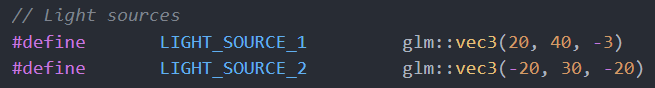 // Light sources
#define LIGHT_SOURCE_1 glm::vec3(20, 40, -3)
#define LIGHT_SOURCE_2 glm::vec3(-20, 30, -20)